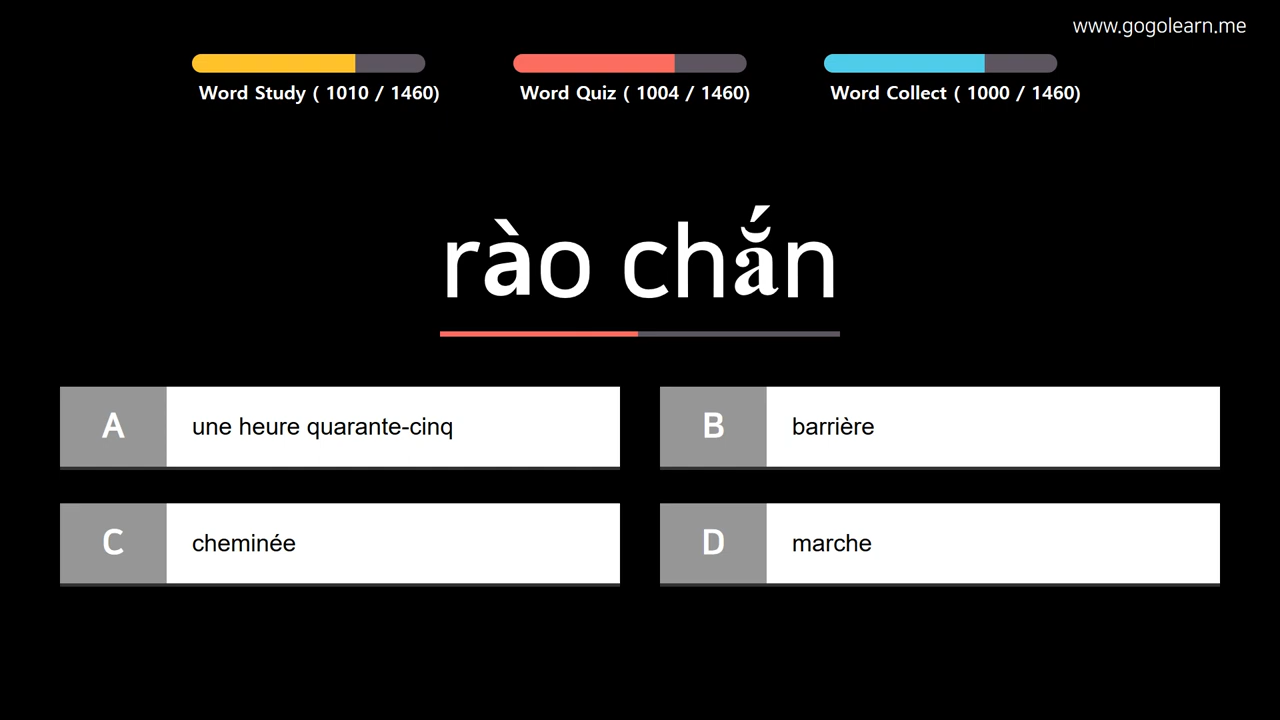 www.gogolearn.me
Word Study ( 1010 / 1460)
Word Quiz ( 1004 / 1460)
Word Collect ( 1000 / 1460)
rào chắn
A une heure quarante-cinq
B barrière
C cheminée
D marche